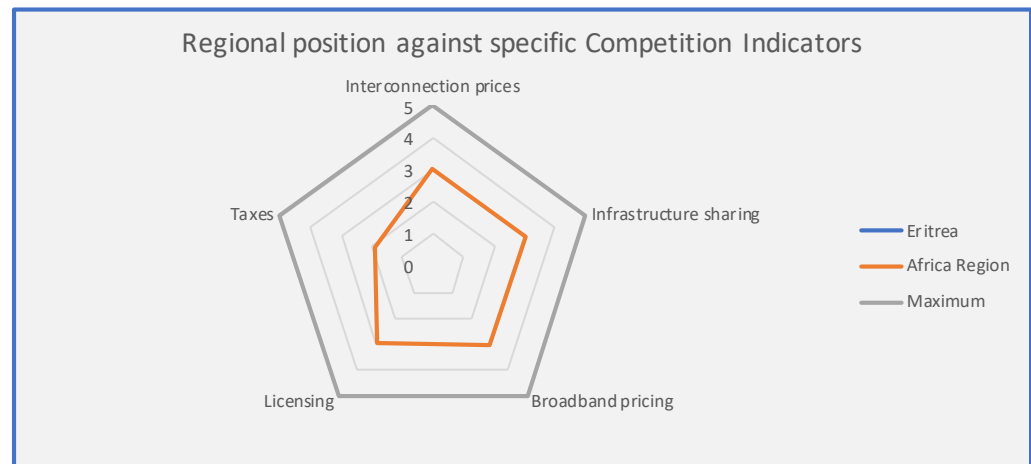 Regional position against specific Competition Indicators
Interconnection prices
5
4
3
2
1
0
Taxes
Infrastructure sharing
Licensing
Broadband pricing
Eritrea
Africa Region
Maximum